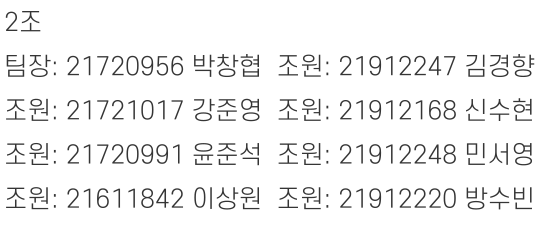 2조
팀장: 21720956 박창협 조원: 21912247 김경향
조원: 21721017 강준영 조원: 21912168 신수현
조원: 21720991 윤준석 조원: 21912248 민서영
조원: 21611842 이상원 조원: 21912220 방수빈